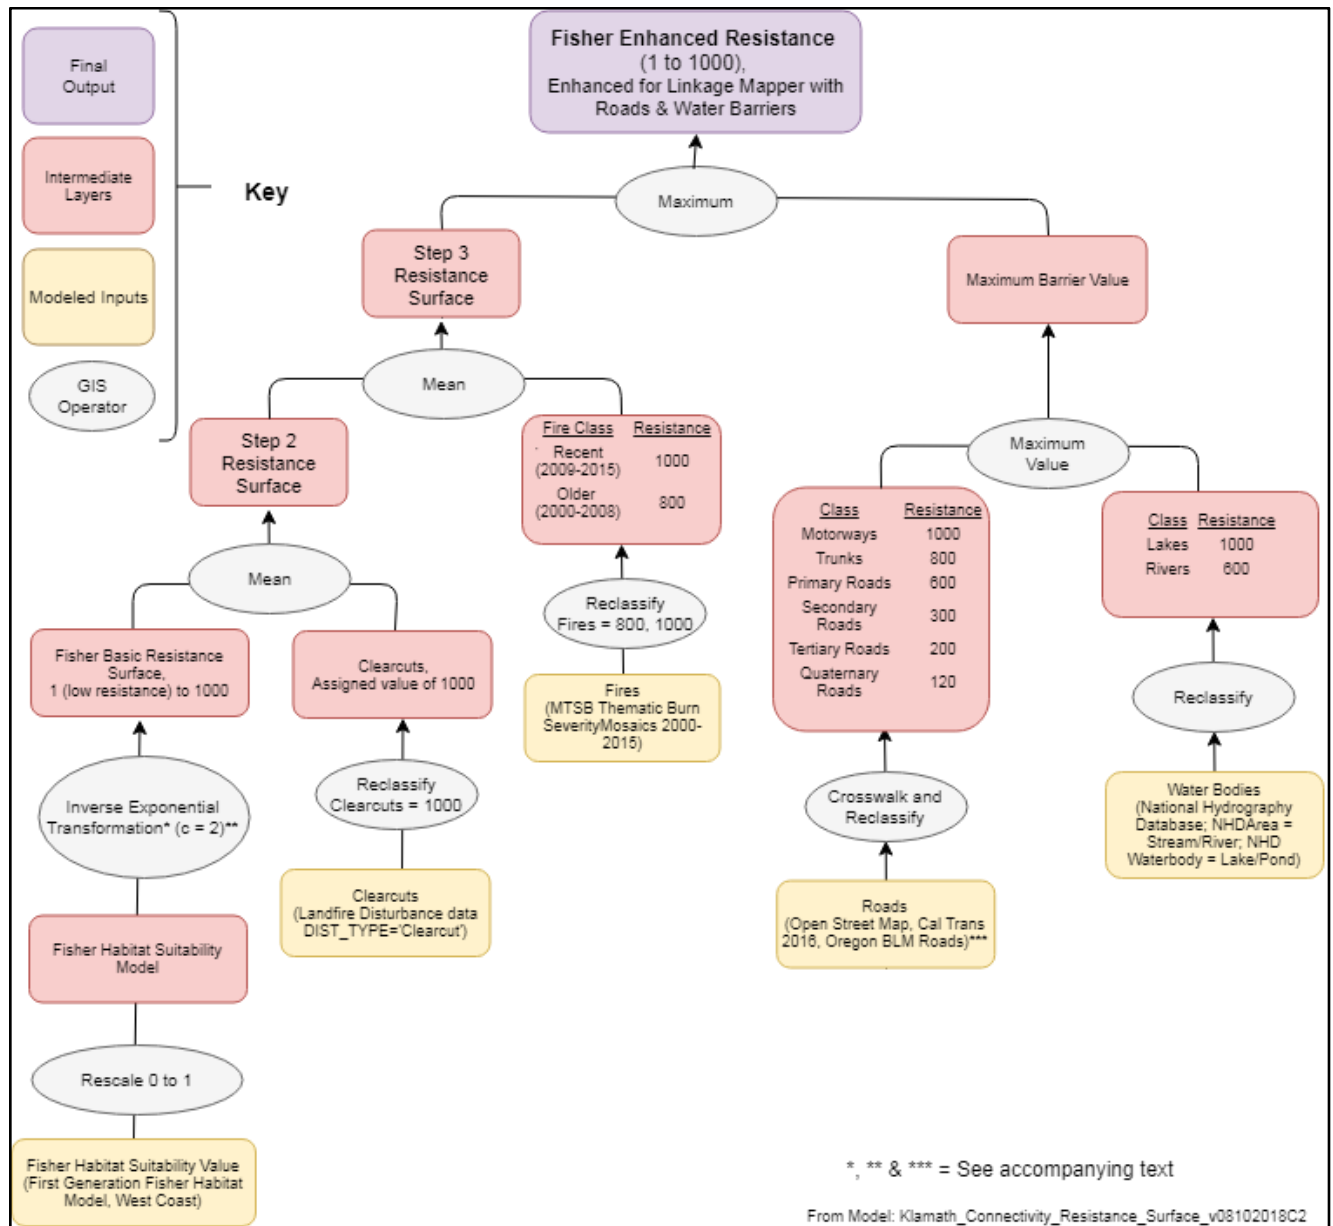 Final
Output
Intermediate
Layers
Modeled Inputs
GIS
Operator
Key
Fisher Enhanced Resistance
(1 to 1000),
Enhanced for Linkage Mapper with
Roads & Water Barriers
Maximum
Step 3
Resistance
Surface
Maximum Barrier Value
Mean
Maximum
Value
Step 2
Resistance
Surface
Fire Class Resistance
Recent
(2009-2015) 1000
Older
(2000-2008) 800
Class Resistance
Motorways 1000
Trunks 800
Primary Roads 600
Secondary
Roads 300
Tertiary Roads 200
Quaternary
Roads 120
Class Resistance
Lakes 1000
Rivers 600
Mean
Reclassify
Fires = 800, 1000
Fisher Basic Resistance
Surface,
1 (low resistance) to 1000
Clearcuts,
Assigned value of 1000
Fires
(MTSB Thematic Burn
SeverityMosaics 2000-
2015)
Reclassify
Inverse Exponential
Transformation* (c = 2)**
Reclassify
Clearcuts = 1000
Crosswalk and
Reclassify
Water Bodies
(National Hydrography
Database; NHDArea =
Stream/River; NHD
Waterbody = Lake/Pond)
Clearcuts
(Landfire Disturbance data
DIST_TYPE='Clearcut')
Roads
(Open Street Map, Cal Trans
2016, Oregon BLM Roads)***
Fisher Habitat Suitability
Model
Rescale 0 to 1
Fisher Habitat Suitability Value
(First Generation Fisher Habitat
Model, West Coast)
*, ** & *** = See accompanying text
From Model: Klamath_Connectivity_Resistance_Surface_v08102018C2